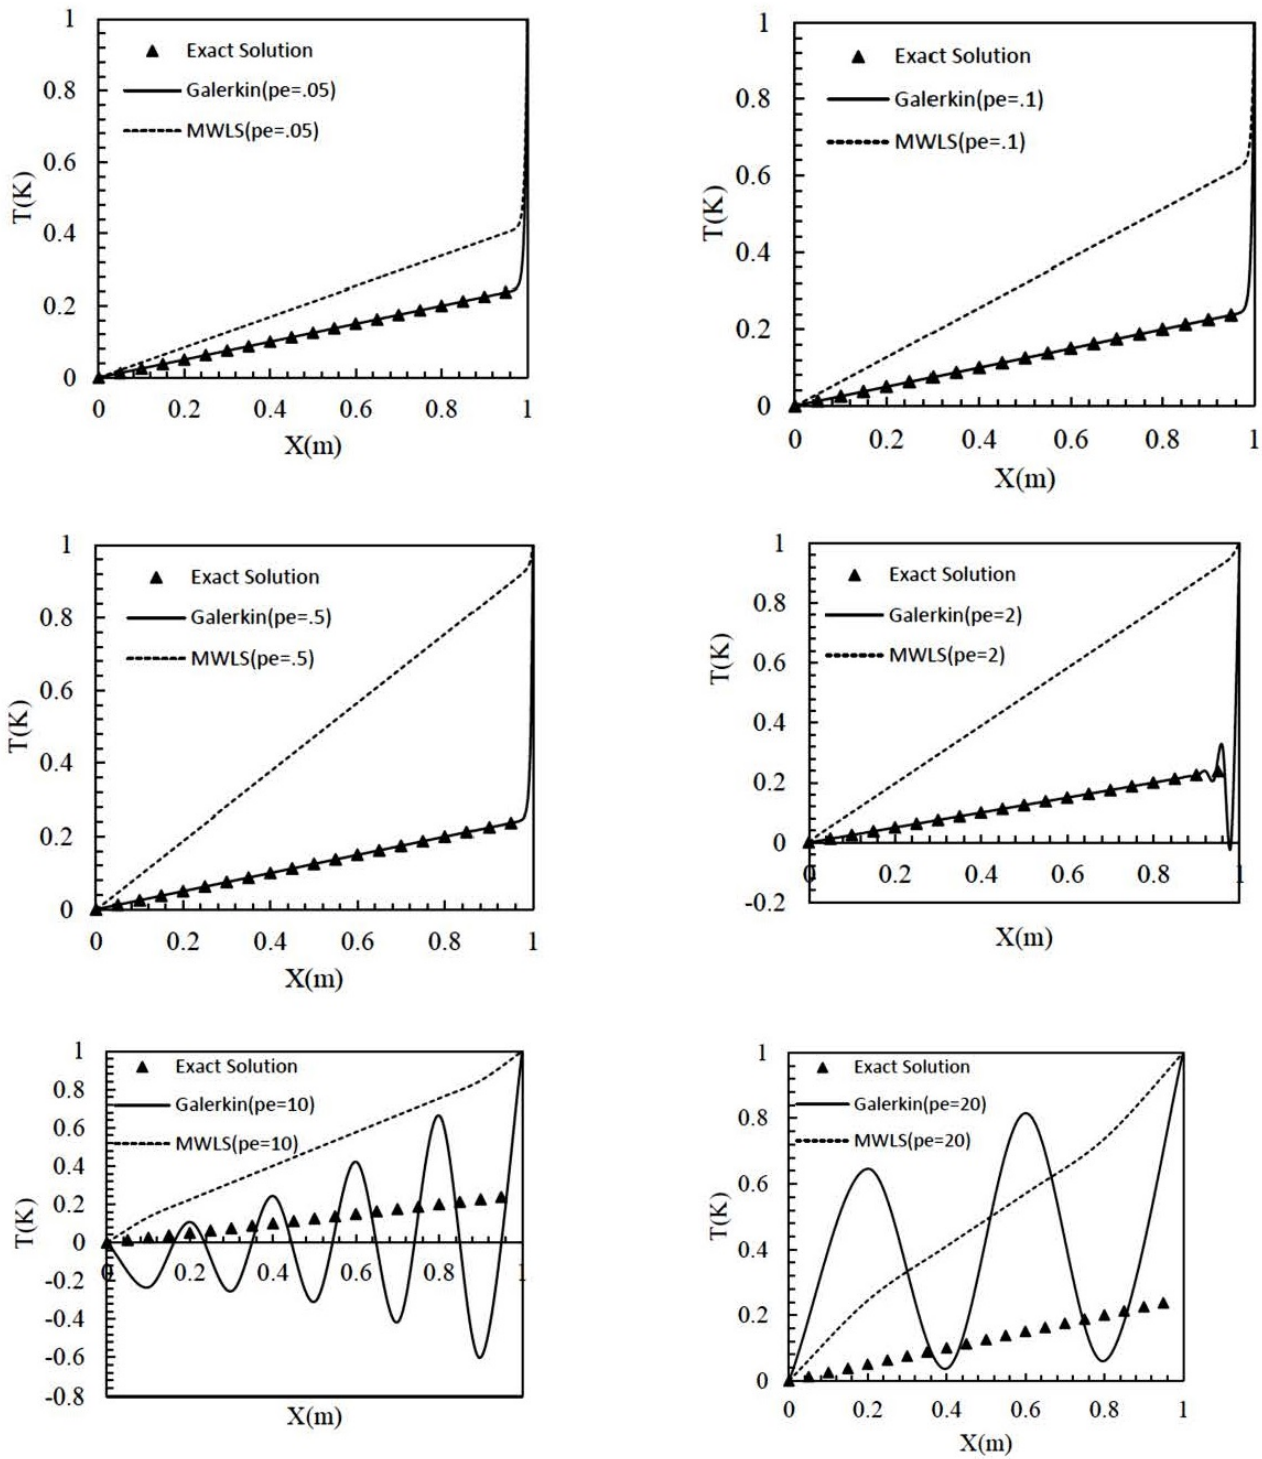 1
Exact Solution
Galerkin(pe=.05)
MWLS(pe=.05)
0.8
0.6
0.4
0.2
0
T(K)
0 0.2 0.4 0.6 0.8 1
X(m)
1
Exact Solution
Galerkin(pe=.1)
MWLS(pe=.1)
0.8
0.6
0.4
0.2
0
T(K)
0 0.2 0.4 0.6 0.8 1
X(m)
1
Exact Solution
Galerkin(pe=.5)
MWLS(pe=.5)
0.8
0.6
0.4
0.2
0
T(K)
0 0.2 0.4 0.6 0.8 1
X(m)
1
Exact Solution
Galerkin(pe=2)
MWLS(pe=2)
0.8
0.6
0.4
0.2
0
-0.2
T(K)
0 0.2 0.4 0.6 0.8 1
X(m)
1
Exact Solution
Galerkin(pe=10)
MWLS(pe=10)
0.8
0.6
0.4
0.2
0
-0.2
-0.4
-0.6
-0.8
T(K)
0 0.2 0.4 0.6 0.8 1
X(m)
1
Exact Solution
Galerkin(pe=20)
MWLS(pe=20)
0.8
0.6
0.4
0.2
0
T(K)
0 0.2 0.4 0.6 0.8 1
X(m)